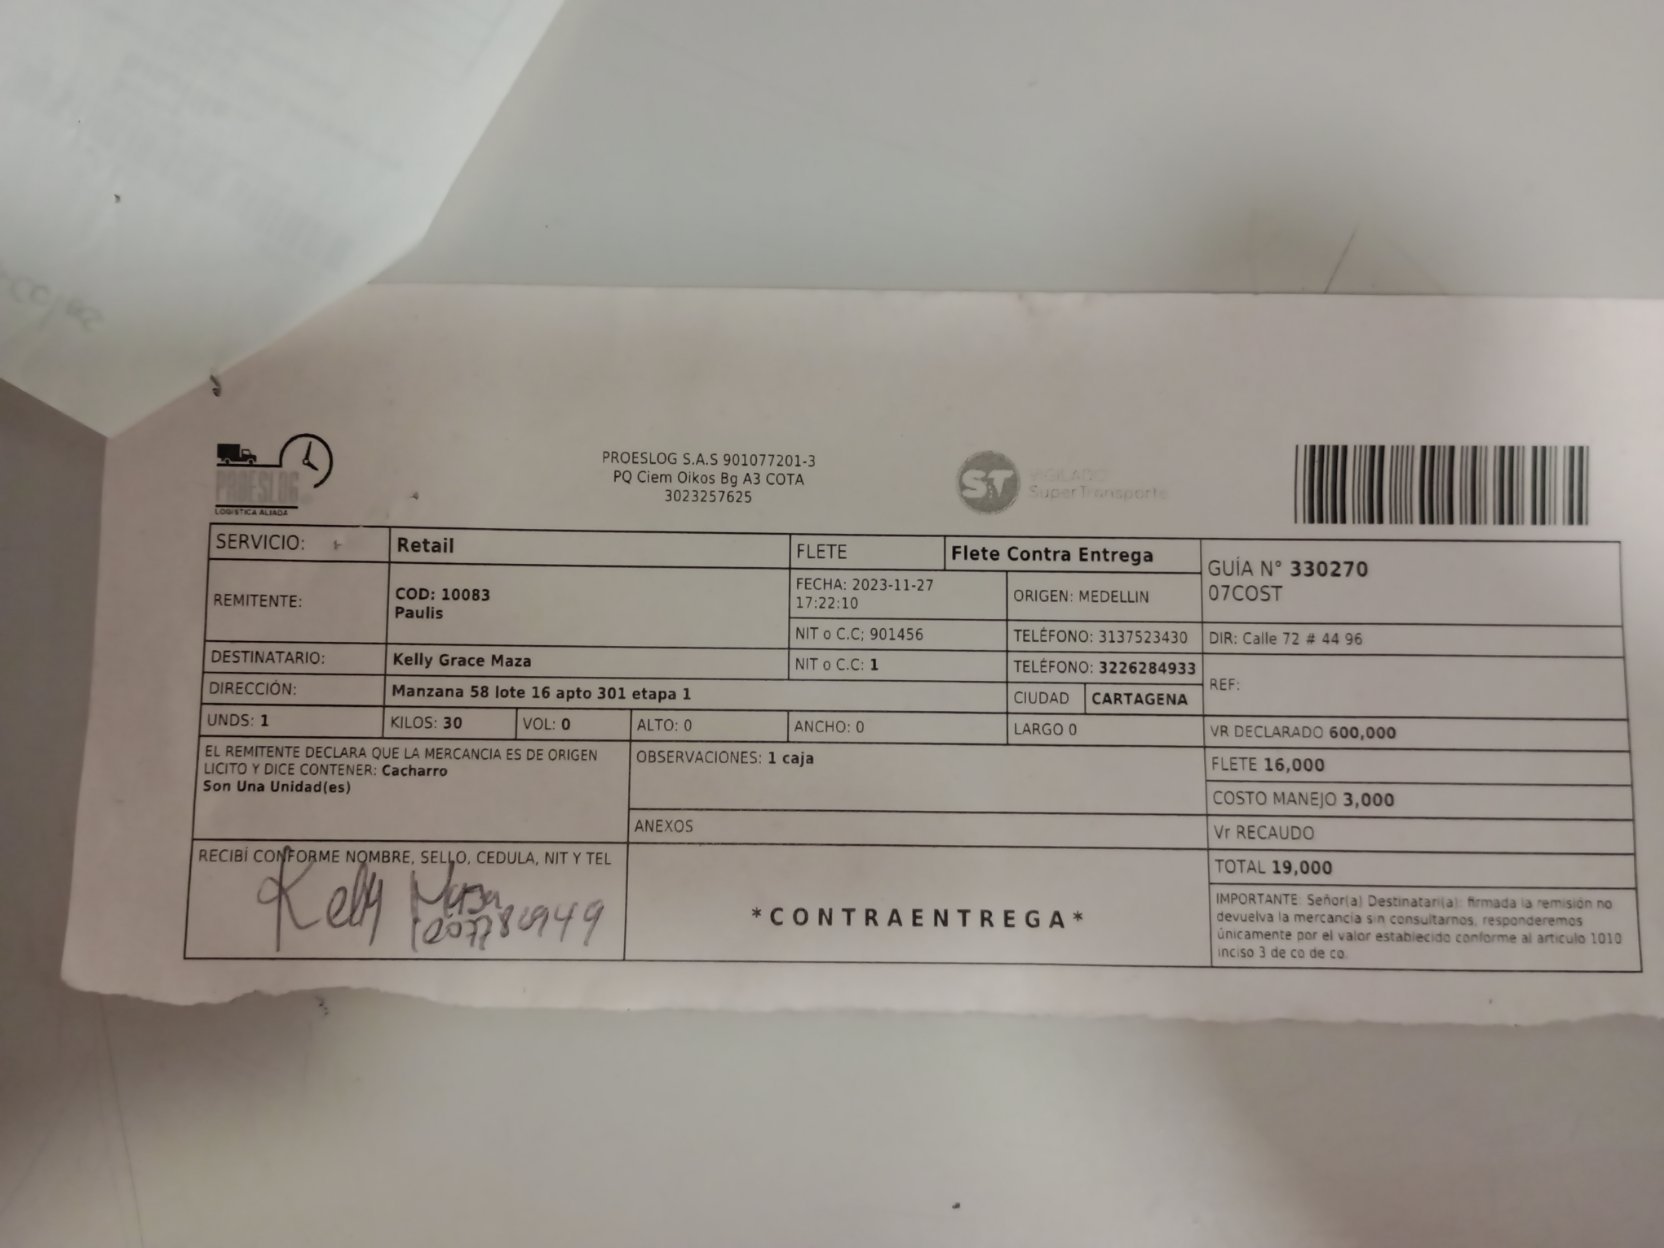 PROESLOG
LOGISTICA ALIADA
PROESLOG S.A.S 901077201-3
PQ Ciem Oikos Bg A3 COTA
3023257625
ST
VIGILADO
SuperTransporte
SERVICIO:
Retail
FLETE
Flete Contra Entrega
GUÍA N° 330270
07COST
REMITENTE:
COD: 10083
Paulis
FECHA: 2023-11-27
17:22:10
ORIGEN: MEDELLIN
NIT o C.C; 901456
TELÉFONO: 3137523430
DIR: Calle 72 # 44 96
DESTINATARIO:
Kelly Grace Maza
NIT o C.C: 1
TELÉFONO: 3226284933
REF:
DIRECCIÓN:
Manzana 58 lote 16 apto 301 etapa 1
CIUDAD
CARTAGENA
UNDS: 1
KILOS: 30
VOL: 0
ALTO: 0
ANCHO: 0
LARGO 0
VR DECLARADO 600,000
EL REMITENTE DECLARA QUE LA MERCANCIA ES DE ORIGEN
LICITO Y DICE CONTENER: Cacharro
Son Una Unidad(es)
OBSERVACIONES: 1 caja
FLETE 16,000
COSTO MANEJO 3,000
ANEXOS
Vr RECAUDO
RECIBÍ CONFORME NOMBRE, SELLO, CEDULA, NIT Y TEL
Kelly Maza
*CONTRAENTREGA*
TOTAL 19,000
IMPORTANTE: Señor(a) Destinatari(a): firmada la remisión no
devuelva la mercancía sin consultarnos, responderemos
únicamente por el valor establecido conforme al articulo 1010
inciso 3 de co de co.